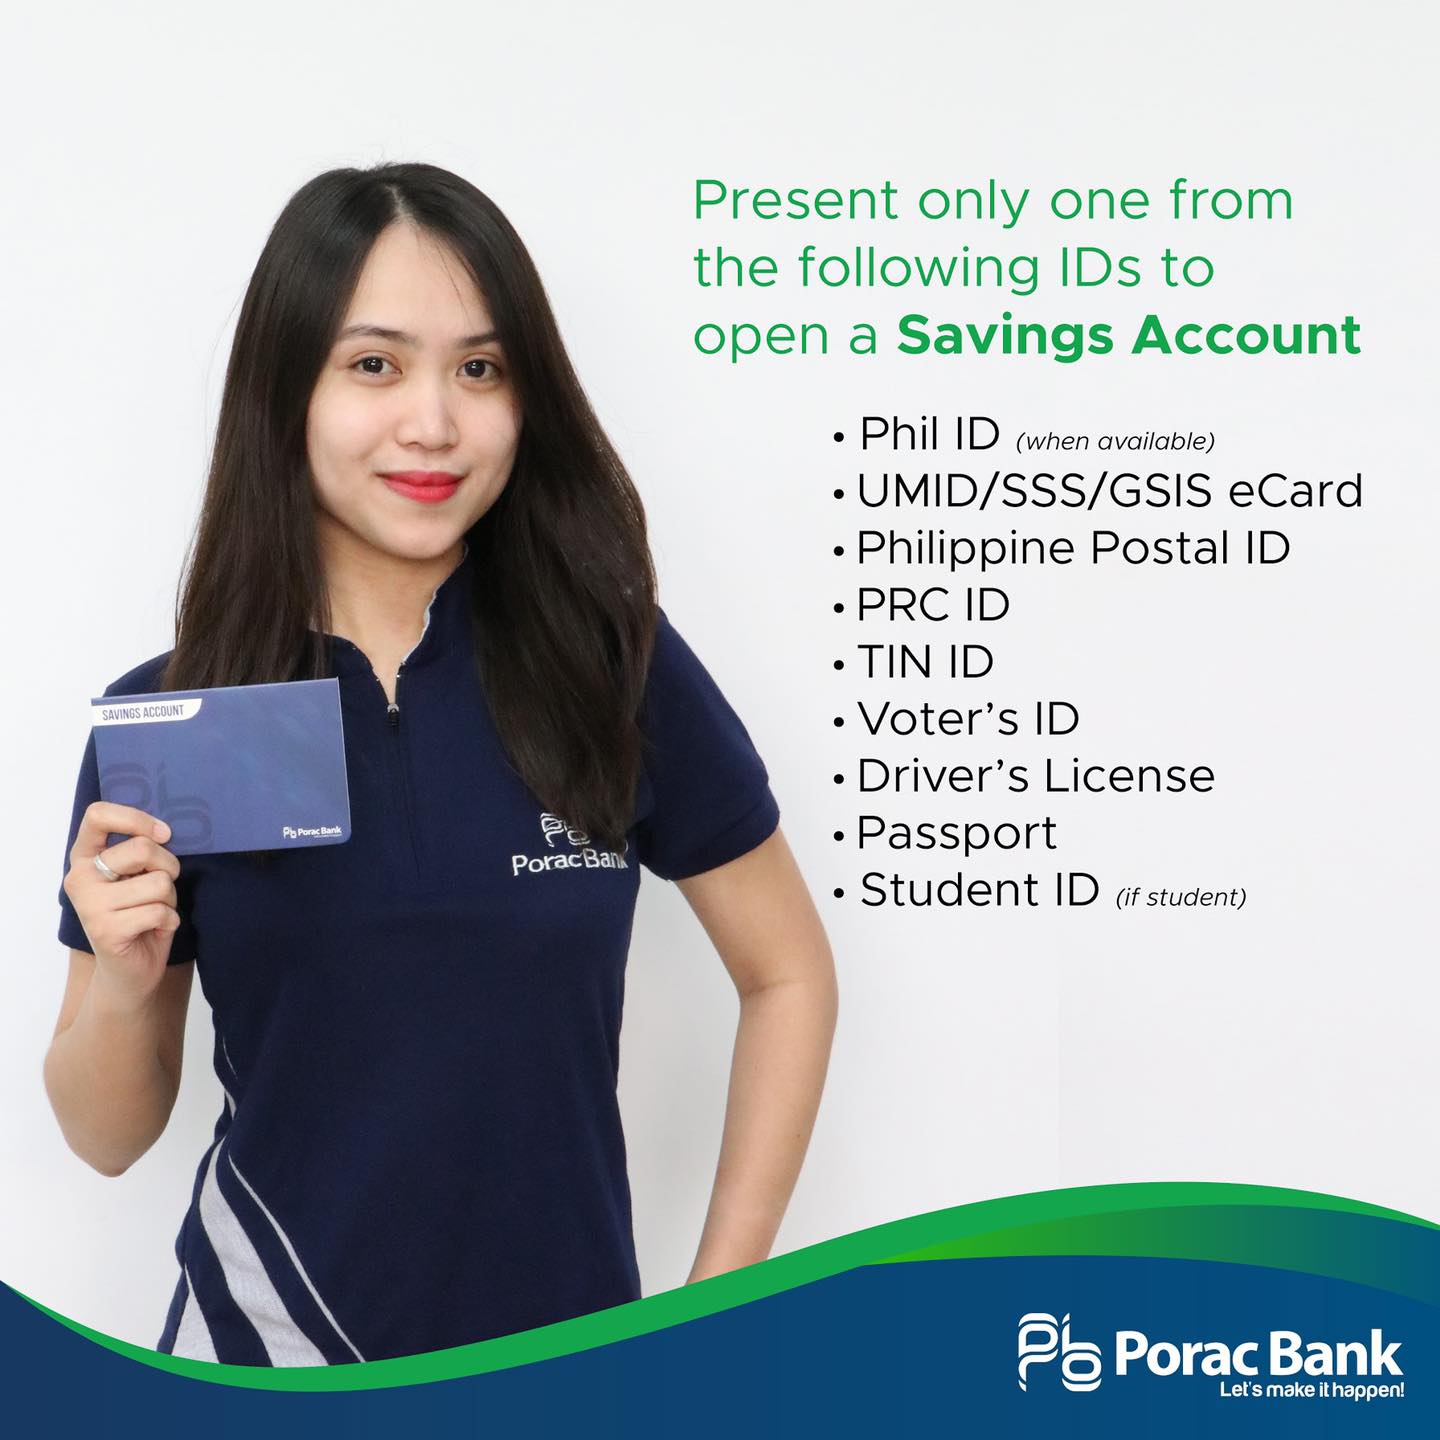 Present only one from
the following IDs to
open a Savings Account
• Phil ID (when available)
• UMID/SSS/GSIS eCard
• Philippine Postal ID
• PRC ID
• TIN ID
• Voter’s ID
• Driver’s License
• Passport
• Student ID (if student)
SAVINGS ACCOUNT
Porac Bank
Porac Bank
Porac Bank
Let's make it happen!